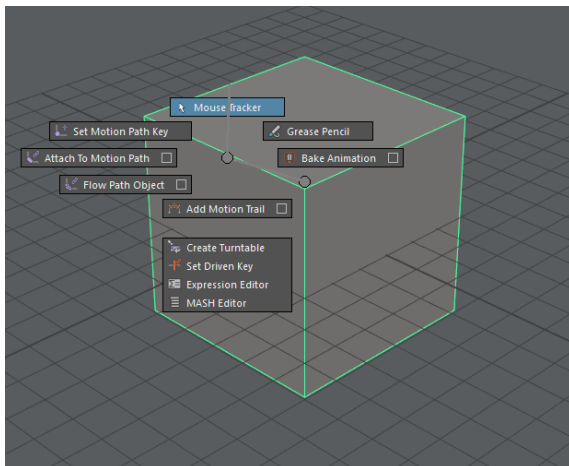 Mouse Tracker
Set Motion Path Key
Grease Pencil
Attach To Motion Path
Bake Animation
Flow Path Object
Add Motion Trail
Create Turntable
Set Driven Key
Expression Editor
MASH Editor